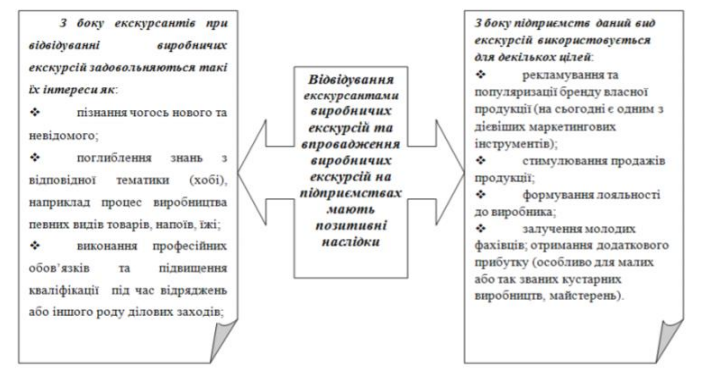 З боку екскурсантів при
відвідуванні виробничих
екскурсій задовольняються такі
їх інтереси як:
❖ пізнання чогось нового та
невідомого;
❖ поглиблення знань з
відповідної тематики (хобі),
наприклад процес виробництва
певних видів товарів, напоїв, їжі;
❖ виконання професійних
обов’язків та підвищення
кваліфікації під час відряджень
або іншого роду ділових заходів;
Відвідування
екскурсантами
виробничих
екскурсій та
впровадження
виробничих
екскурсій на
підприємствах
мають
позитивні
наслідки
З боку підприємств даний вид
екскурсій використовується
для декількох цілей:
❖ рекламування та
популяризації бренду власної
продукції (на сьогодні є одним з
дієвіших маркетингових
інструментів);
❖ стимулювання продажів
продукції;
❖ формування лояльності
до виробника;
❖ залучення молодих
фахівців; отримання додаткового
прибутку (особливо для малих
або так званих кустарних
виробництв, майстерень).